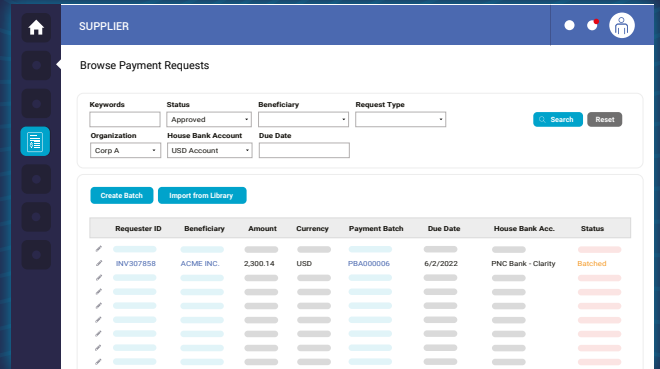 SUPPLIER
Browse Payment Requests
Keywords Status Beneficiary Request Type
Approved
Search Reset
Organization House Bank Account Due Date
Corp A USD Account
Create Batch Import from Library
Requester ID Beneficiary Amount Currency Payment Batch Due Date House Bank Acc. Status
INV307858 ACME INC. 2,300.14 USD PBA000006 6/2/2022 PNC Bank - Clarity Batched